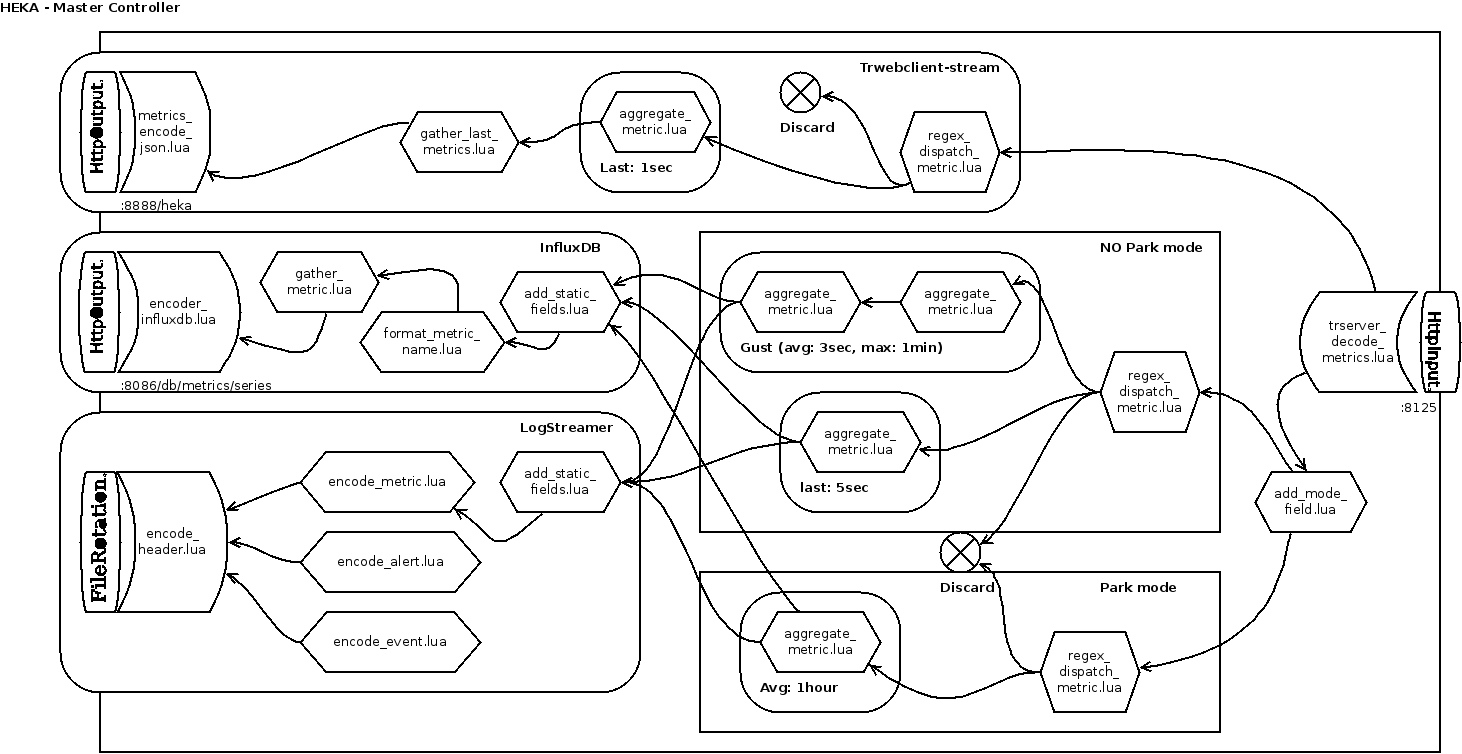 HEKA - Master Controller
Trwebclient-stream
HttpOutput.
metrics_
encode_
json.lua
:8888/heka
gather_last_
metrics.lua
aggregate_
metric.lua
Last: 1sec
Discard
regex_
dispatch_
metric.lua
InfluxDB
HttpOutput.
encoder_
influxdb.lua
:8086/db/metrics/series
gather_
metric.lua
format_metric_
name.lua
add_static_
fields.lua
NO Park mode
aggregate_
metric.lua
aggregate_
metric.lua
Gust (avg: 3sec, max: 1min)
regex_
dispatch_
metric.lua
aggregate_
metric.lua
last: 5sec
trserver_
decode_
metrics.lua
HttpInput.
:8125
add_mode_
field.lua
LogStreamer
FileRotation.
encode_
header.lua
encode_metric.lua
add_static_
fields.lua
encode_alert.lua
encode_event.lua
Discard
Park mode
aggregate_
metric.lua
Avg: 1hour
regex_
dispatch_
metric.lua